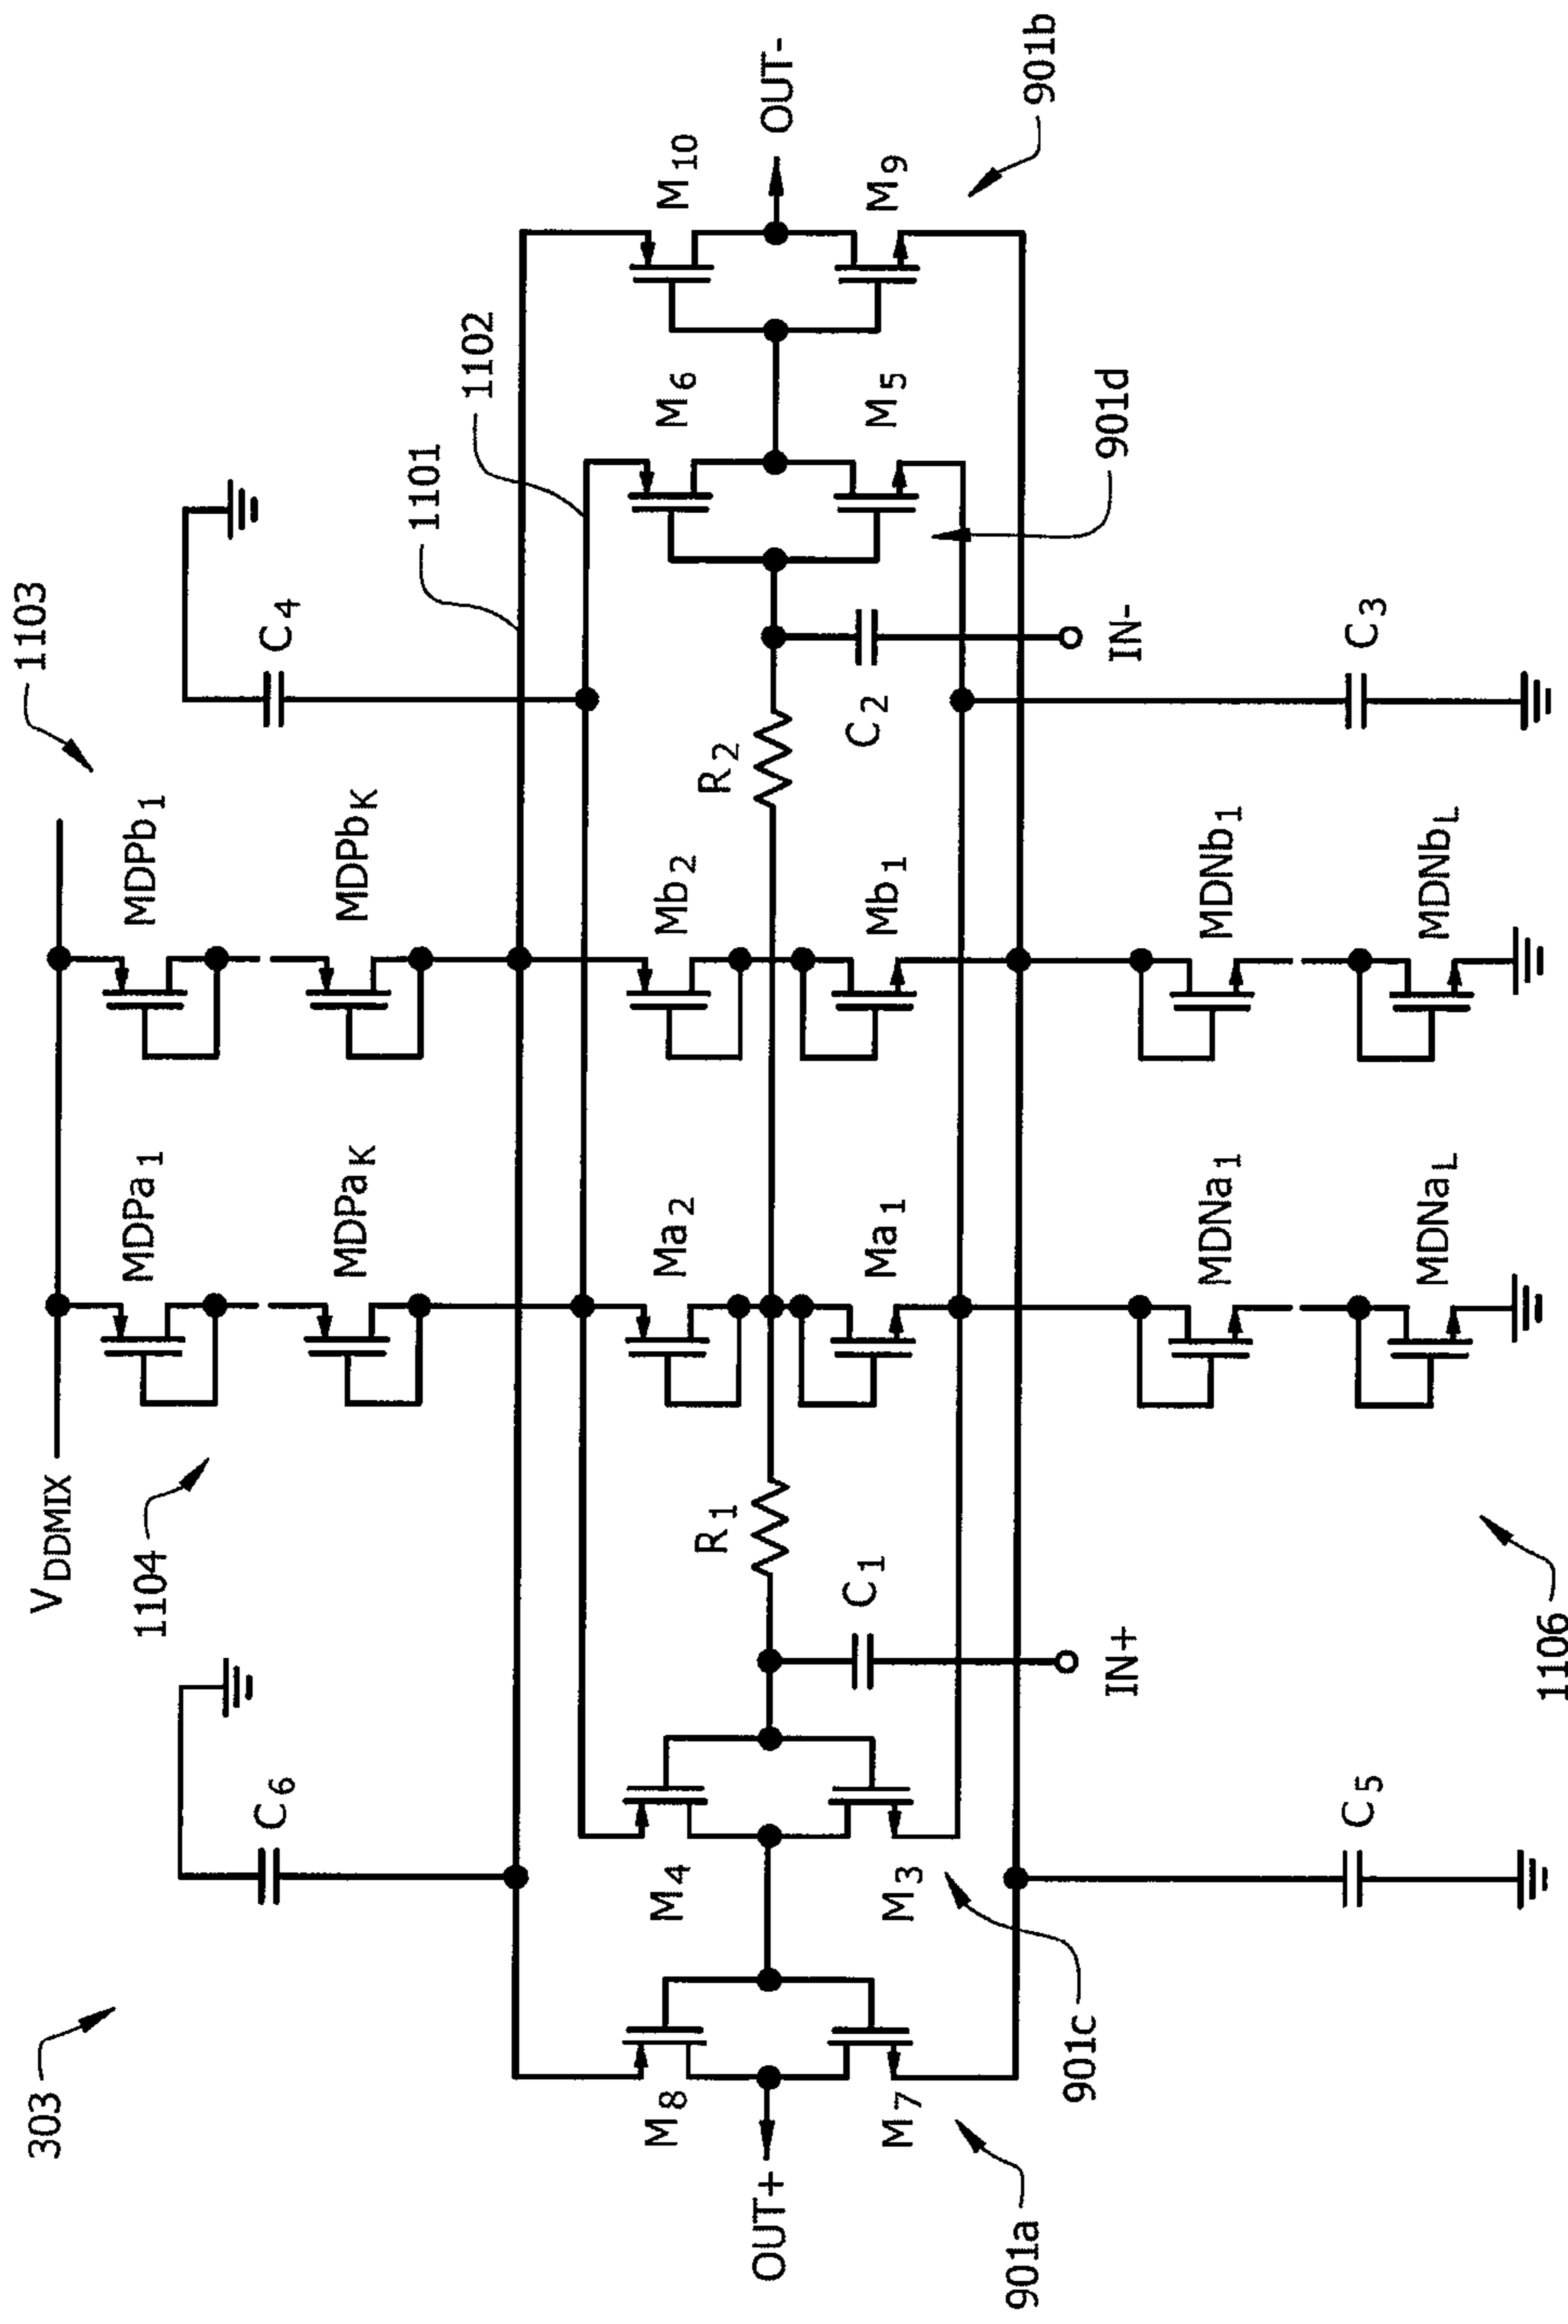 303
1104
1103
V DDMIX
MDPa1
MDPb1
MDPaK
MDPbK
C6
C4
1101
1102
M8
M4
Ma2
Mb2
M6
M10
OUT+
R1
R2
OUT-
M7
M3
C1
Ma1
Mb1
C2
M5
M9
901a
901c
IN+
IN-
901d
901b
C5
MDNa1
MDNb1
C3
MDNaL
MDNbL
1106